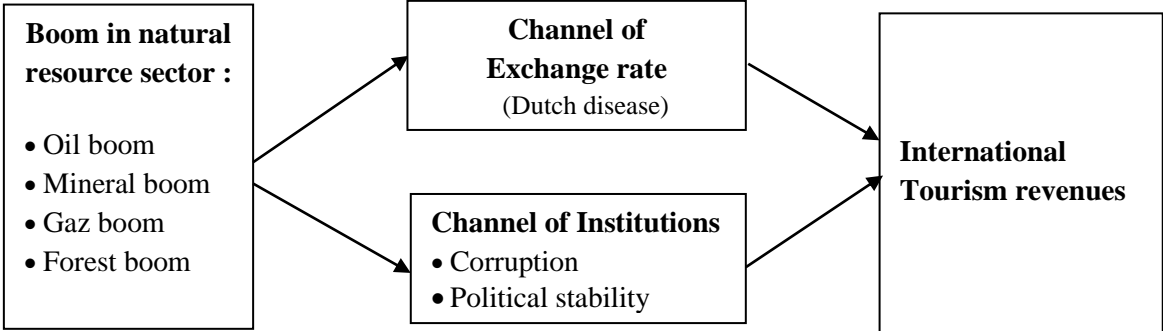 Boom in natural
resource sector :
• Oil boom
• Mineral boom
• Gaz boom
• Forest boom
Channel of
Exchange rate
(Dutch disease)
Channel of Institutions
• Corruption
• Political stability
International
Tourism revenues